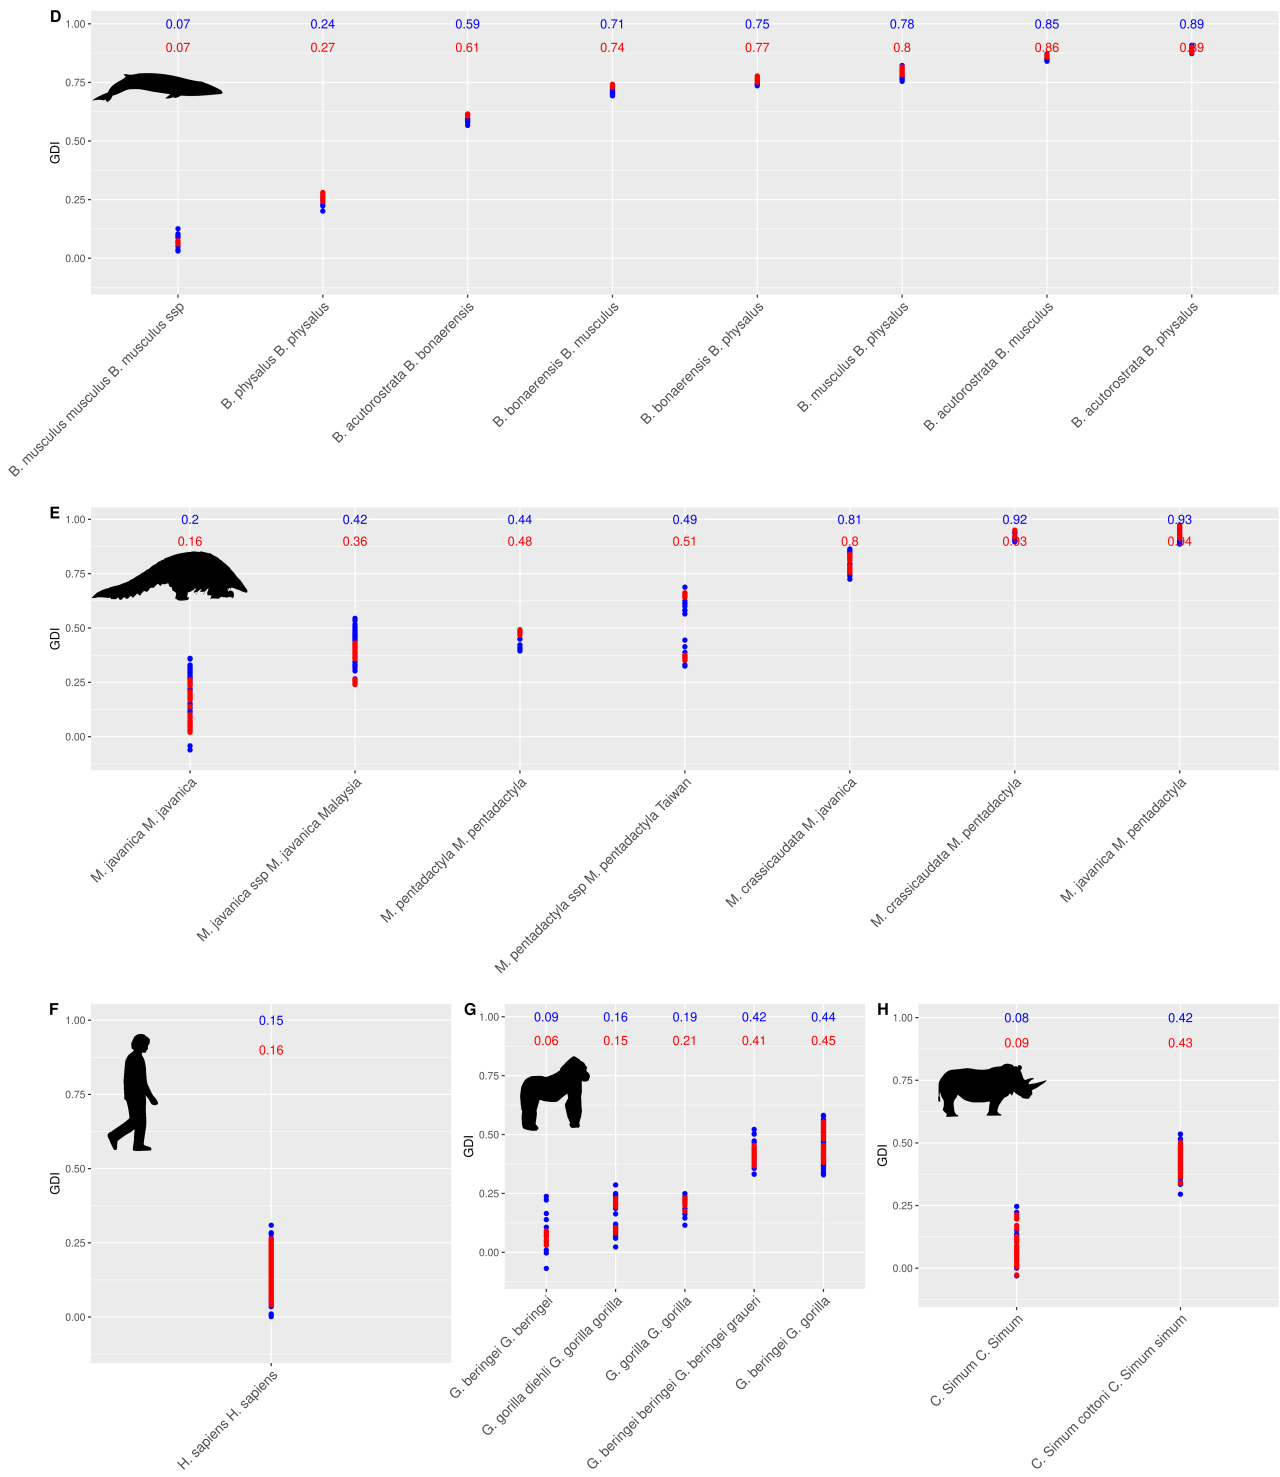 D
1.00
0.75
0.50
0.25
0.00
GDI
0.07 0.24 0.59 0.71 0.75 0.78 0.85 0.89
0.07 0.27 0.61 0.74 0.77 0.8 0.86 0.89
B. musculus musculus B. musculus ssp
B. physalus B. physalus
B. acutorostrata B. bonaerensis
B. bonaerensis B. musculus
B. bonaerensis B. physalus
B. musculus B. physalus
B. acutorostrata B. musculus
B. acutorostrata B. physalus
E
1.00
0.75
0.50
0.25
0.00
GDI
0.2 0.42 0.44 0.49 0.81 0.92 0.93
0.16 0.36 0.48 0.51 0.8 0.93 0.94
M. javanica M. javanica
M. javanica ssp M. javanica Malaysia
M. pentadactyla M. pentadactyla
M. pentadactyla ssp M. pentadactyla Taiwan
M. crassicaudata M. javanica
M. crassicaudata M. pentadactyla
M. javanica M. pentadactyla
F
1.00
0.75
0.50
0.25
0.00
GDI
0.15
0.16
H. sapiens H. sapiens
G
1.00
0.75
0.50
0.25
0.00
GDI
0.09 0.16 0.19 0.42 0.44
0.06 0.15 0.21 0.41 0.45
G. beringei G. beringei
G. gorilla diehli G. gorilla gorilla
G. gorilla G. gorilla
G. beringei beringei G. beringei graueri
G. beringei G. gorilla
H
1.00
0.75
0.50
0.25
0.00
GDI
0.08 0.42
0.09 0.43
C. Simum C. Simum
C. Simum cottoni C. Simum simum